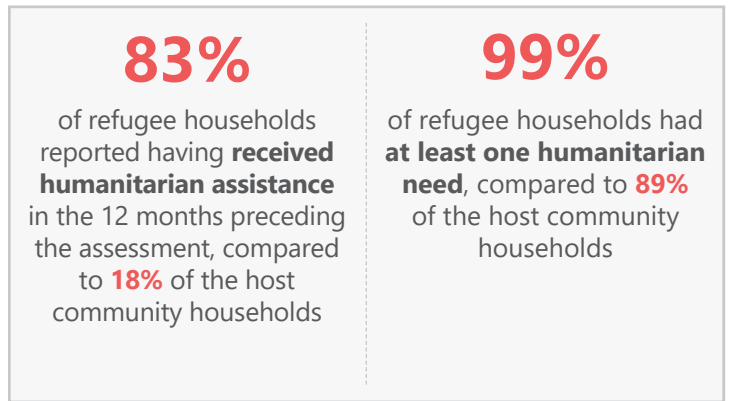 83%
of refugee households
reported having received
humanitarian assistance
in the 12 months preceding
the assessment, compared
to 18% of the host
community households
99%
of refugee households had
at least one humanitarian
need, compared to 89%
of the host community
households